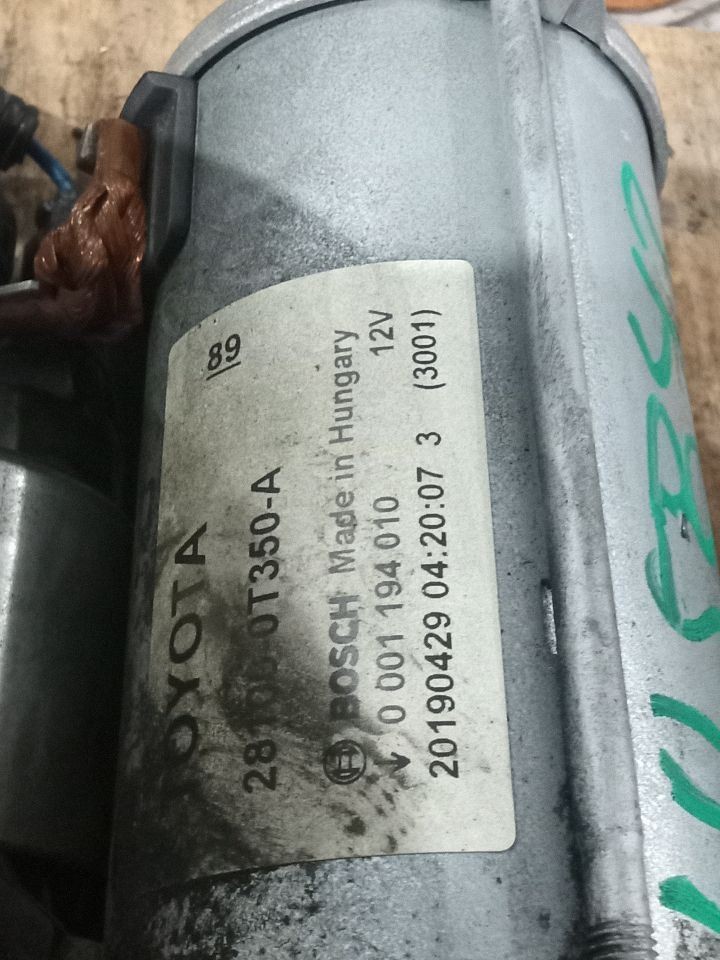 89
TOYOTA
28100-0T350-A
BOSCH Made in Hungary
0 001 194 010 12V
20190429 04:20:07 3 (3001)